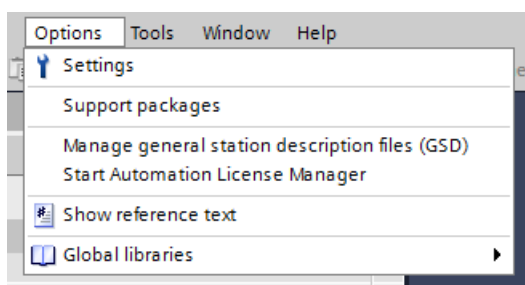 Options Tools Window Help
Settings
Support packages
Manage general station description files (GSD)
Start Automation License Manager
Show reference text
Global libraries